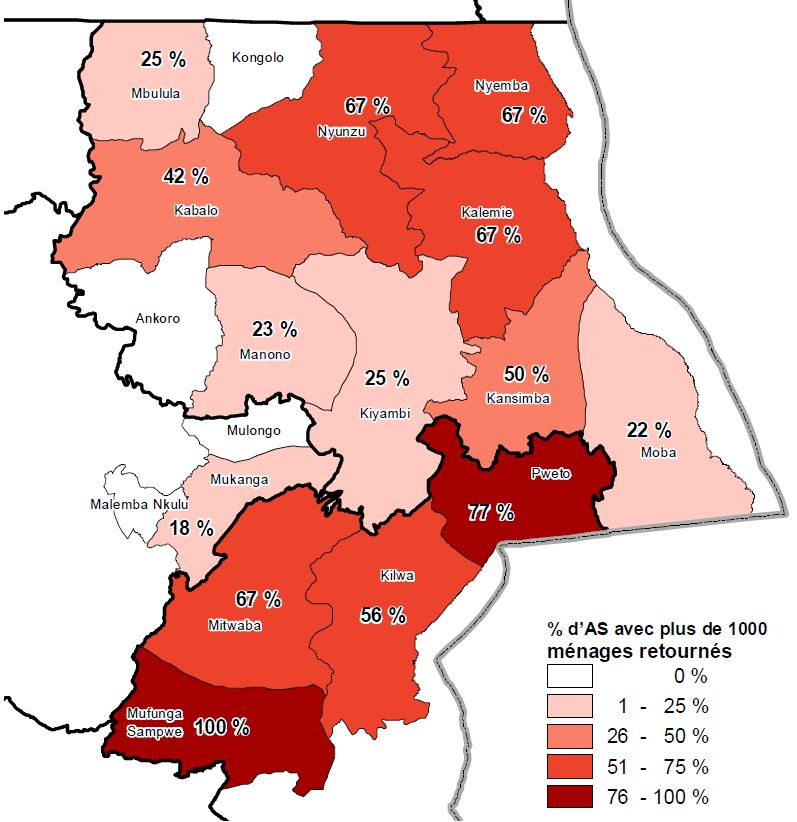 25 %
Mbulula
Kongolo
67 %
Nyunzu
Nyemba
67 %
42 %
Kabalo
Kalemie
67 %
Ankoro
23 %
Manono
25 %
Kiyambi
50 %
Kansimba
22 %
Moba
Mulongo
Mukanga
Malemba Nkulu
18 %
Pweto
77 %
67 %
Mitwaba
Kilwa
56 %
Mufunga
Sampwe
100 %
% d'AS avec plus de 1000
ménages retournés
0 %
1 - 25 %
26 - 50 %
51 - 75 %
76 - 100 %